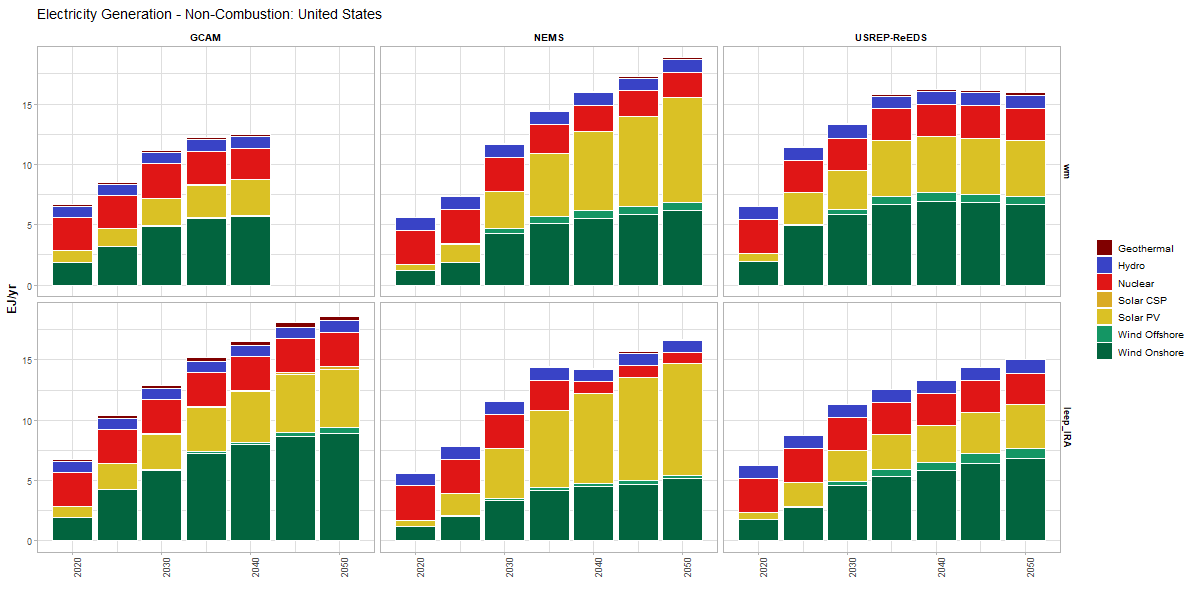 Electricity Generation - Non-Combustion: United States
GCAM
NEMS
USREP-ReEDS
15
10
5
0
wm
15
10
5
0
leep_IRA
EJ/yr
2020
2030
2040
2050
2020
2030
2040
2050
2020
2030
2040
2050
Geothermal
Hydro
Nuclear
Solar CSP
Solar PV
Wind Offshore
Wind Onshore